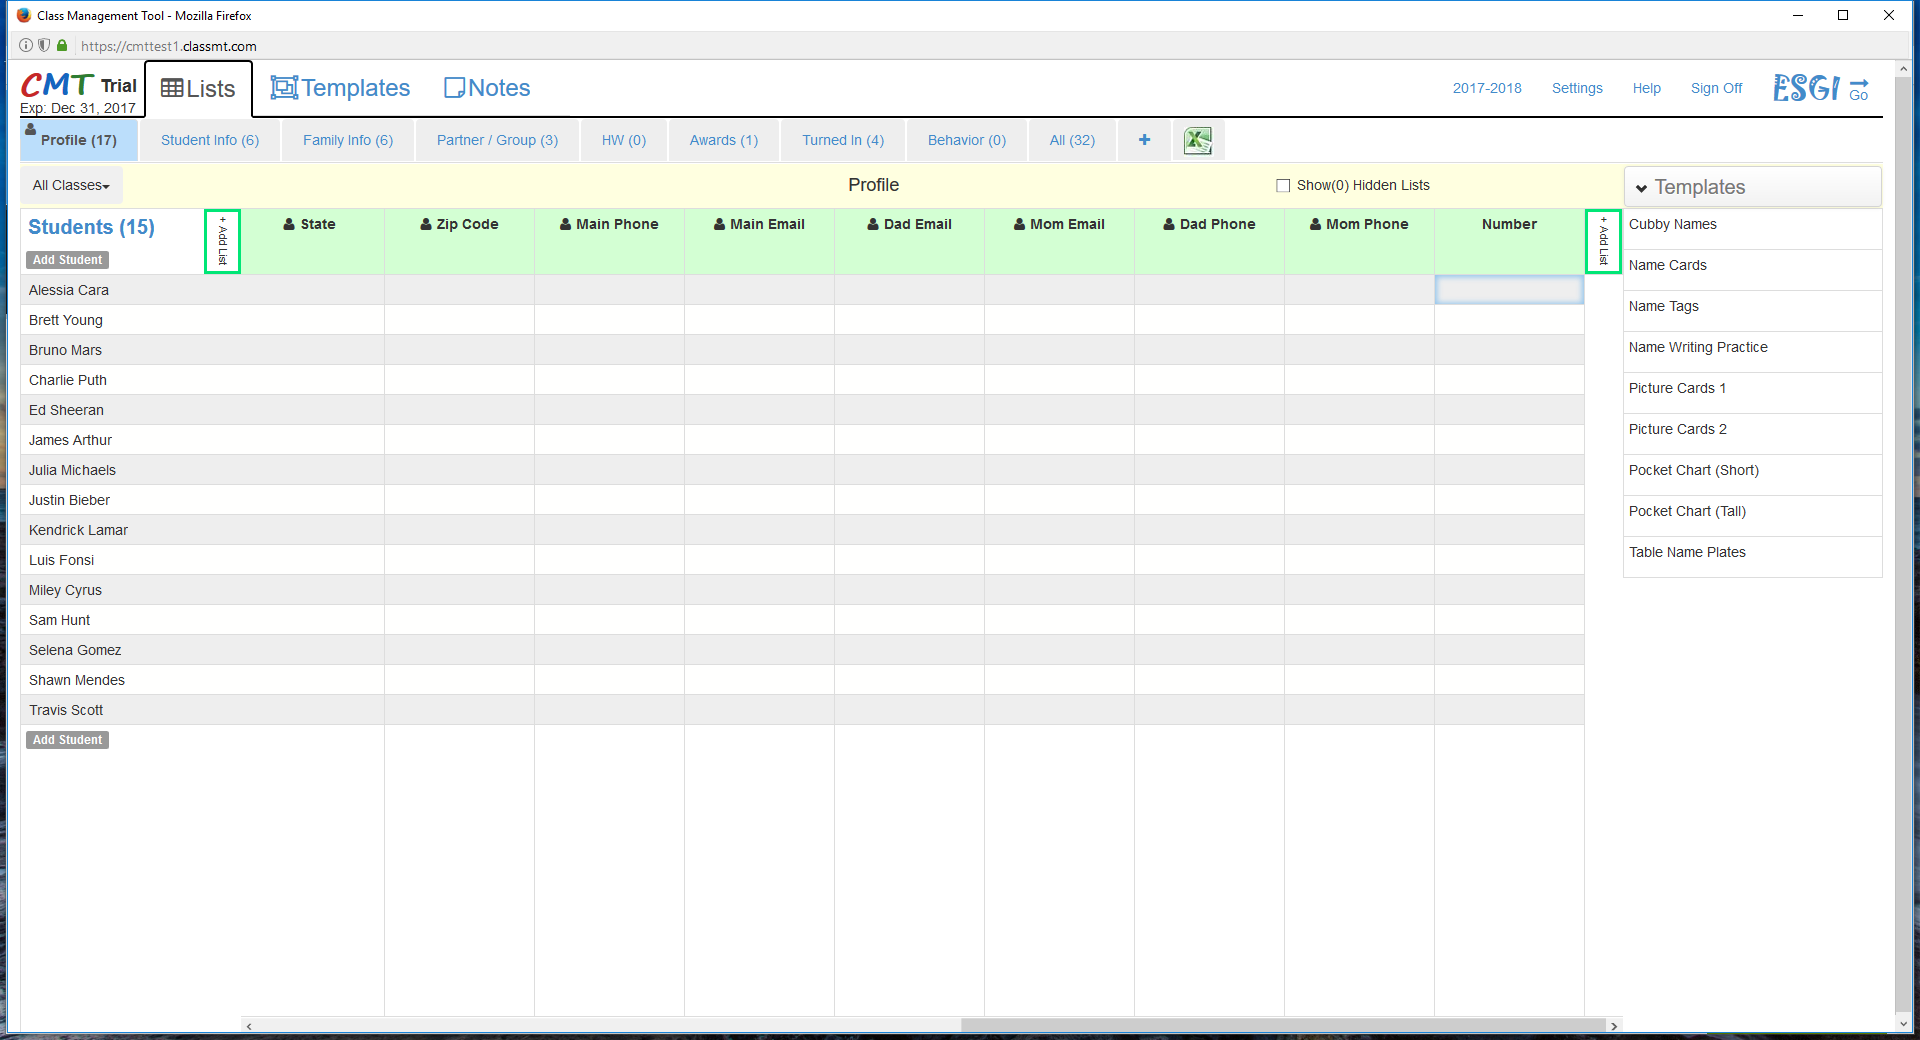 Class Management Tool - Mozilla Firefox
https://cmttest1.classmt.com
CMT Trial
Exp: Dec 31, 2017
Lists
Templates
Notes
2017-2018
Settings
Help
Sign Off
ESGI
Go
Profile (17)
Student Info (6)
Family Info (6)
Partner / Group (3)
HW (0)
Awards (1)
Turned In (4)
Behavior (0)
All (32)
+
All Classes
Profile
Show(0) Hidden Lists
Templates
Students (15)
Add Student
+ Add List
State
Zip Code
Main Phone
Main Email
Dad Email
Mom Email
Dad Phone
Mom Phone
Number
+ Add List
Alessia Cara
Brett Young
Bruno Mars
Charlie Puth
Ed Sheeran
James Arthur
Julia Michaels
Justin Bieber
Kendrick Lamar
Luis Fonsi
Miley Cyrus
Sam Hunt
Selena Gomez
Shawn Mendes
Travis Scott
Add Student
Cubby Names
Name Cards
Name Tags
Name Writing Practice
Picture Cards 1
Picture Cards 2
Pocket Chart (Short)
Pocket Chart (Tall)
Table Name Plates